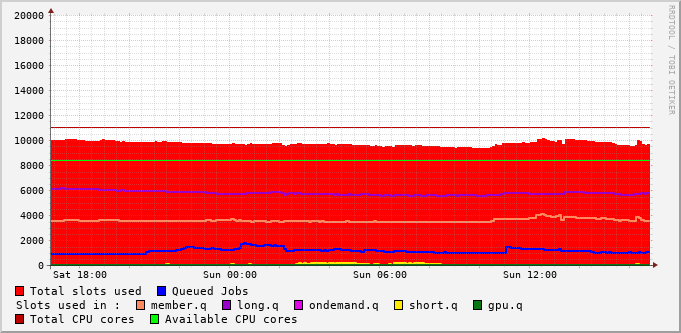 20000
18000
16000
14000
12000
10000
8000
6000
4000
2000
0
Sat 18:00 Sun 00:00 Sun 06:00 Sun 12:00
RRDTOOL / TOBI OETIKER
Total slots used Queued Jobs
Slots used in : member.q long.q ondemand.q short.q gpu.q
Total CPU cores Available CPU cores